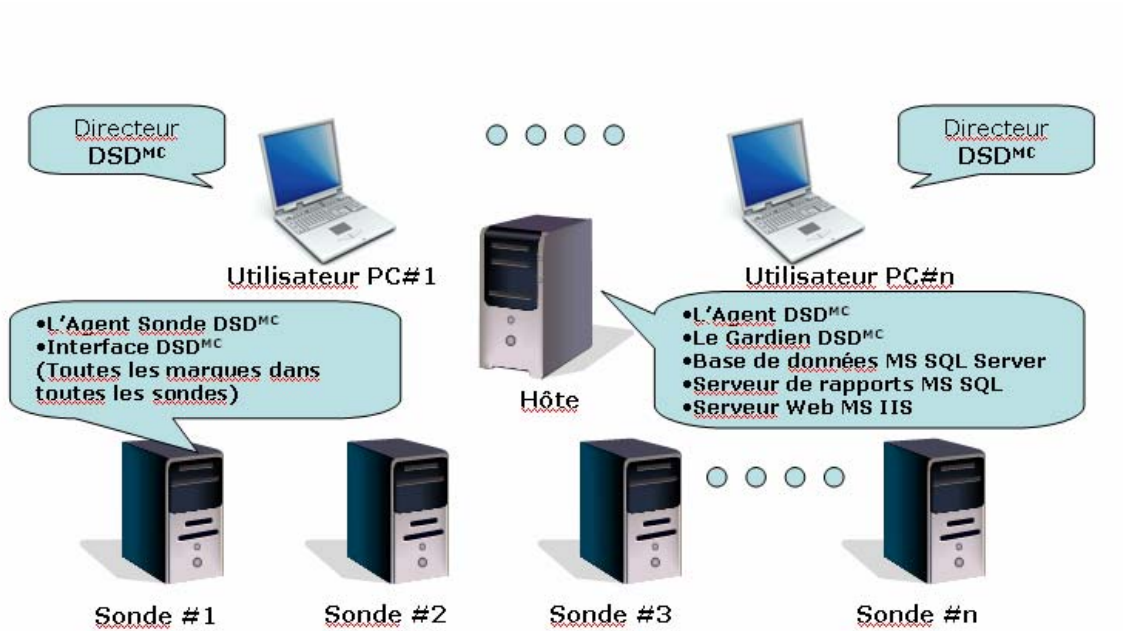 Directeur
DSDᴹᶜ
Directeur
DSDᴹᶜ
Utilisateur PC#1
Utilisateur PC#n
•L'Agent Sonde DSDᴹᶜ
•Interface DSDᴹᶜ
(Toutes les marques dans
toutes les sondes)
Hôte
•L'Agent DSDᴹᶜ
•Le Gardien DSDᴹᶜ
•Base de données MS SQL Server
•Serveur de rapports MS SQL
•Serveur Web MS IIS
Sonde #1
Sonde #2
Sonde #3
Sonde #n